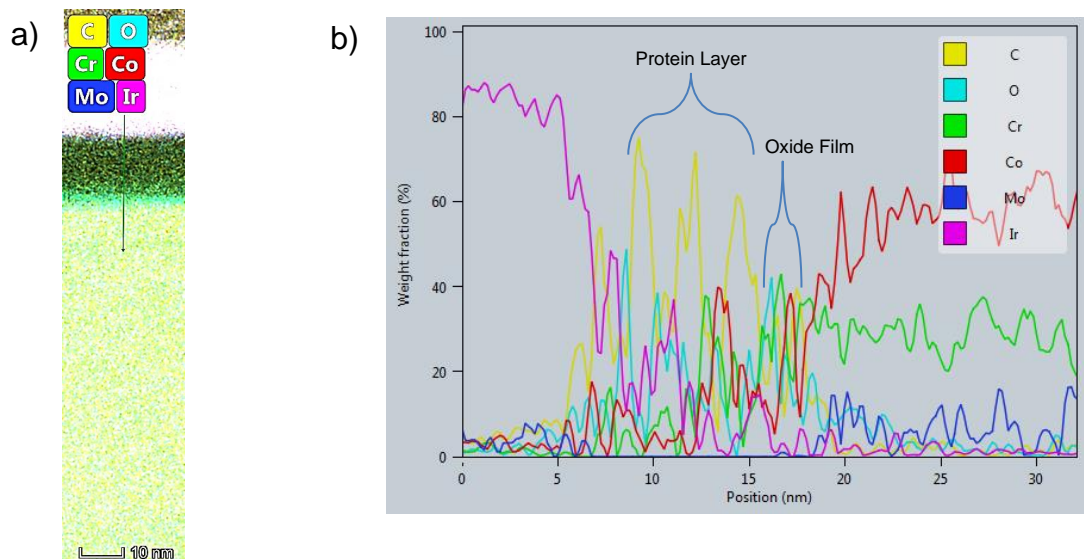 a)
C O
Cr Co
Mo Ir
10 nm
b)
Weight fraction (%)
100
80
60
40
20
0
0 5 10 15 20 25 30
Position (nm)
Protein Layer
Oxide Film
C
O
Cr
Co
Mo
Ir